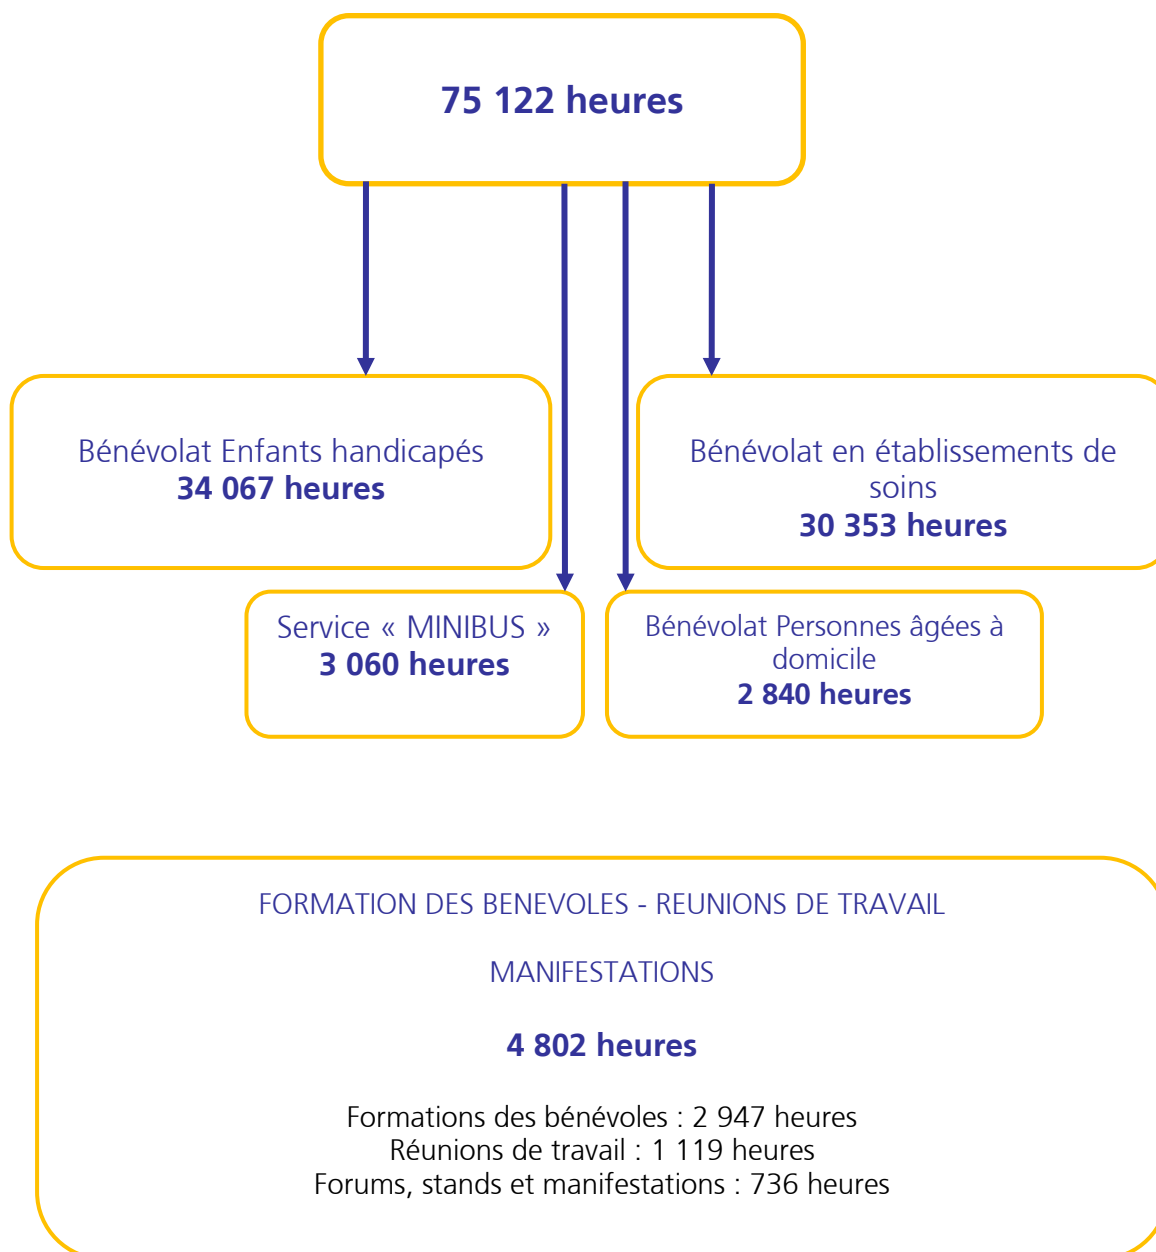 75 122 heures
Bénévolat Enfants handicapés
34 067 heures
Bénévolat en établissements de
soins
30 353 heures
Service « MINIBUS »
3 060 heures
Bénévolat Personnes âgées à
domicile
2 840 heures
FORMATION DES BENEVOLES - REUNIONS DE TRAVAIL
MANIFESTATIONS
4 802 heures
Formations des bénévoles : 2 947 heures
Réunions de travail : 1 119 heures
Forums, stands et manifestations : 736 heures